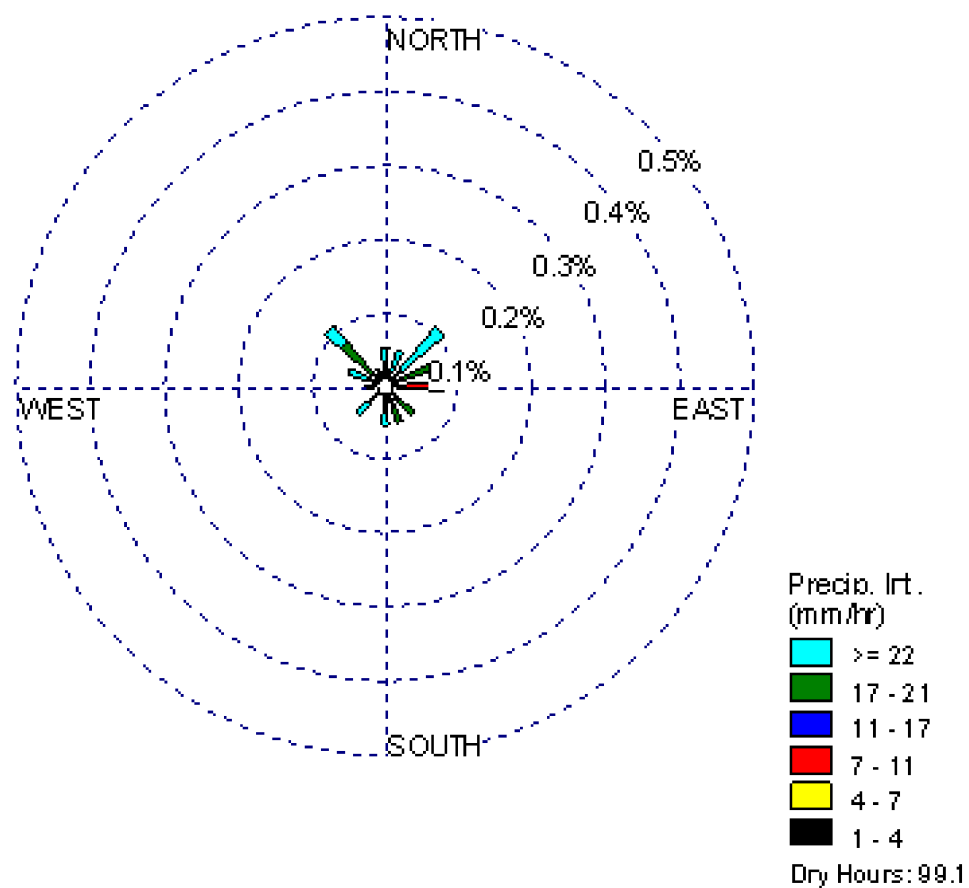 NORTH
0.5%
0.4%
0.3%
0.2%
0.1%
WEST
EAST
SOUTH
Precip. Irt.
(mm/hr)
>= 22
17 - 21
11 - 17
7 - 11
4 - 7
1 - 4
Dry Hours: 99.1